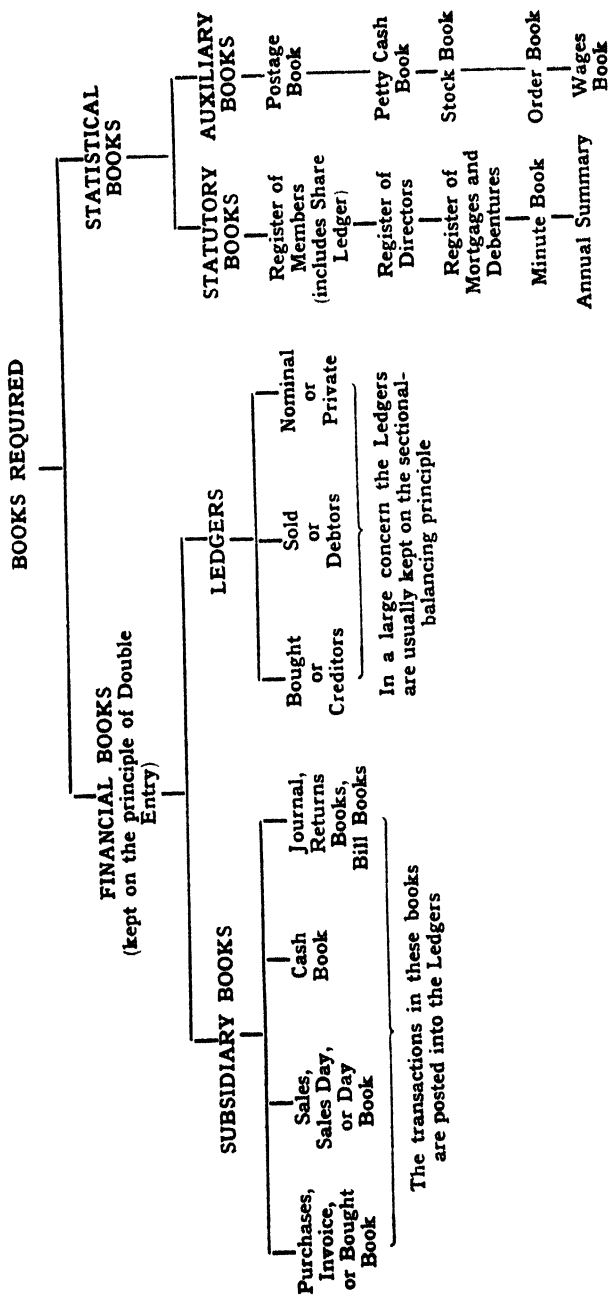 BOOKS REQUIRED
FINANCIAL BOOKS
(kept on the principle of Double
Entry)
SUBSIDIARY BOOKS
Purchases,
Invoice,
or Bought
Book
Sales,
Sales Day,
or Day
Book
Cash
Book
Journal,
Returns
Books,
Bill Books
The transactions in these books
are posted into the Ledgers
LEDGERS
Bought
or
Creditors
Sold
or
Debtors
Nominal
or
Private
In a large concern the Ledgers
are usually kept on the sectional-
balancing principle
STATISTICAL
BOOKS
STATUTORY
BOOKS
Register of
Members
(includes Share
Ledger)
Register of
Directors
Register of
Mortgages and
Debentures
Minute Book
Annual Summary
AUXILIARY
BOOKS
Postage
Book
Petty Cash
Book
Stock Book
Order Book
Wages
Book